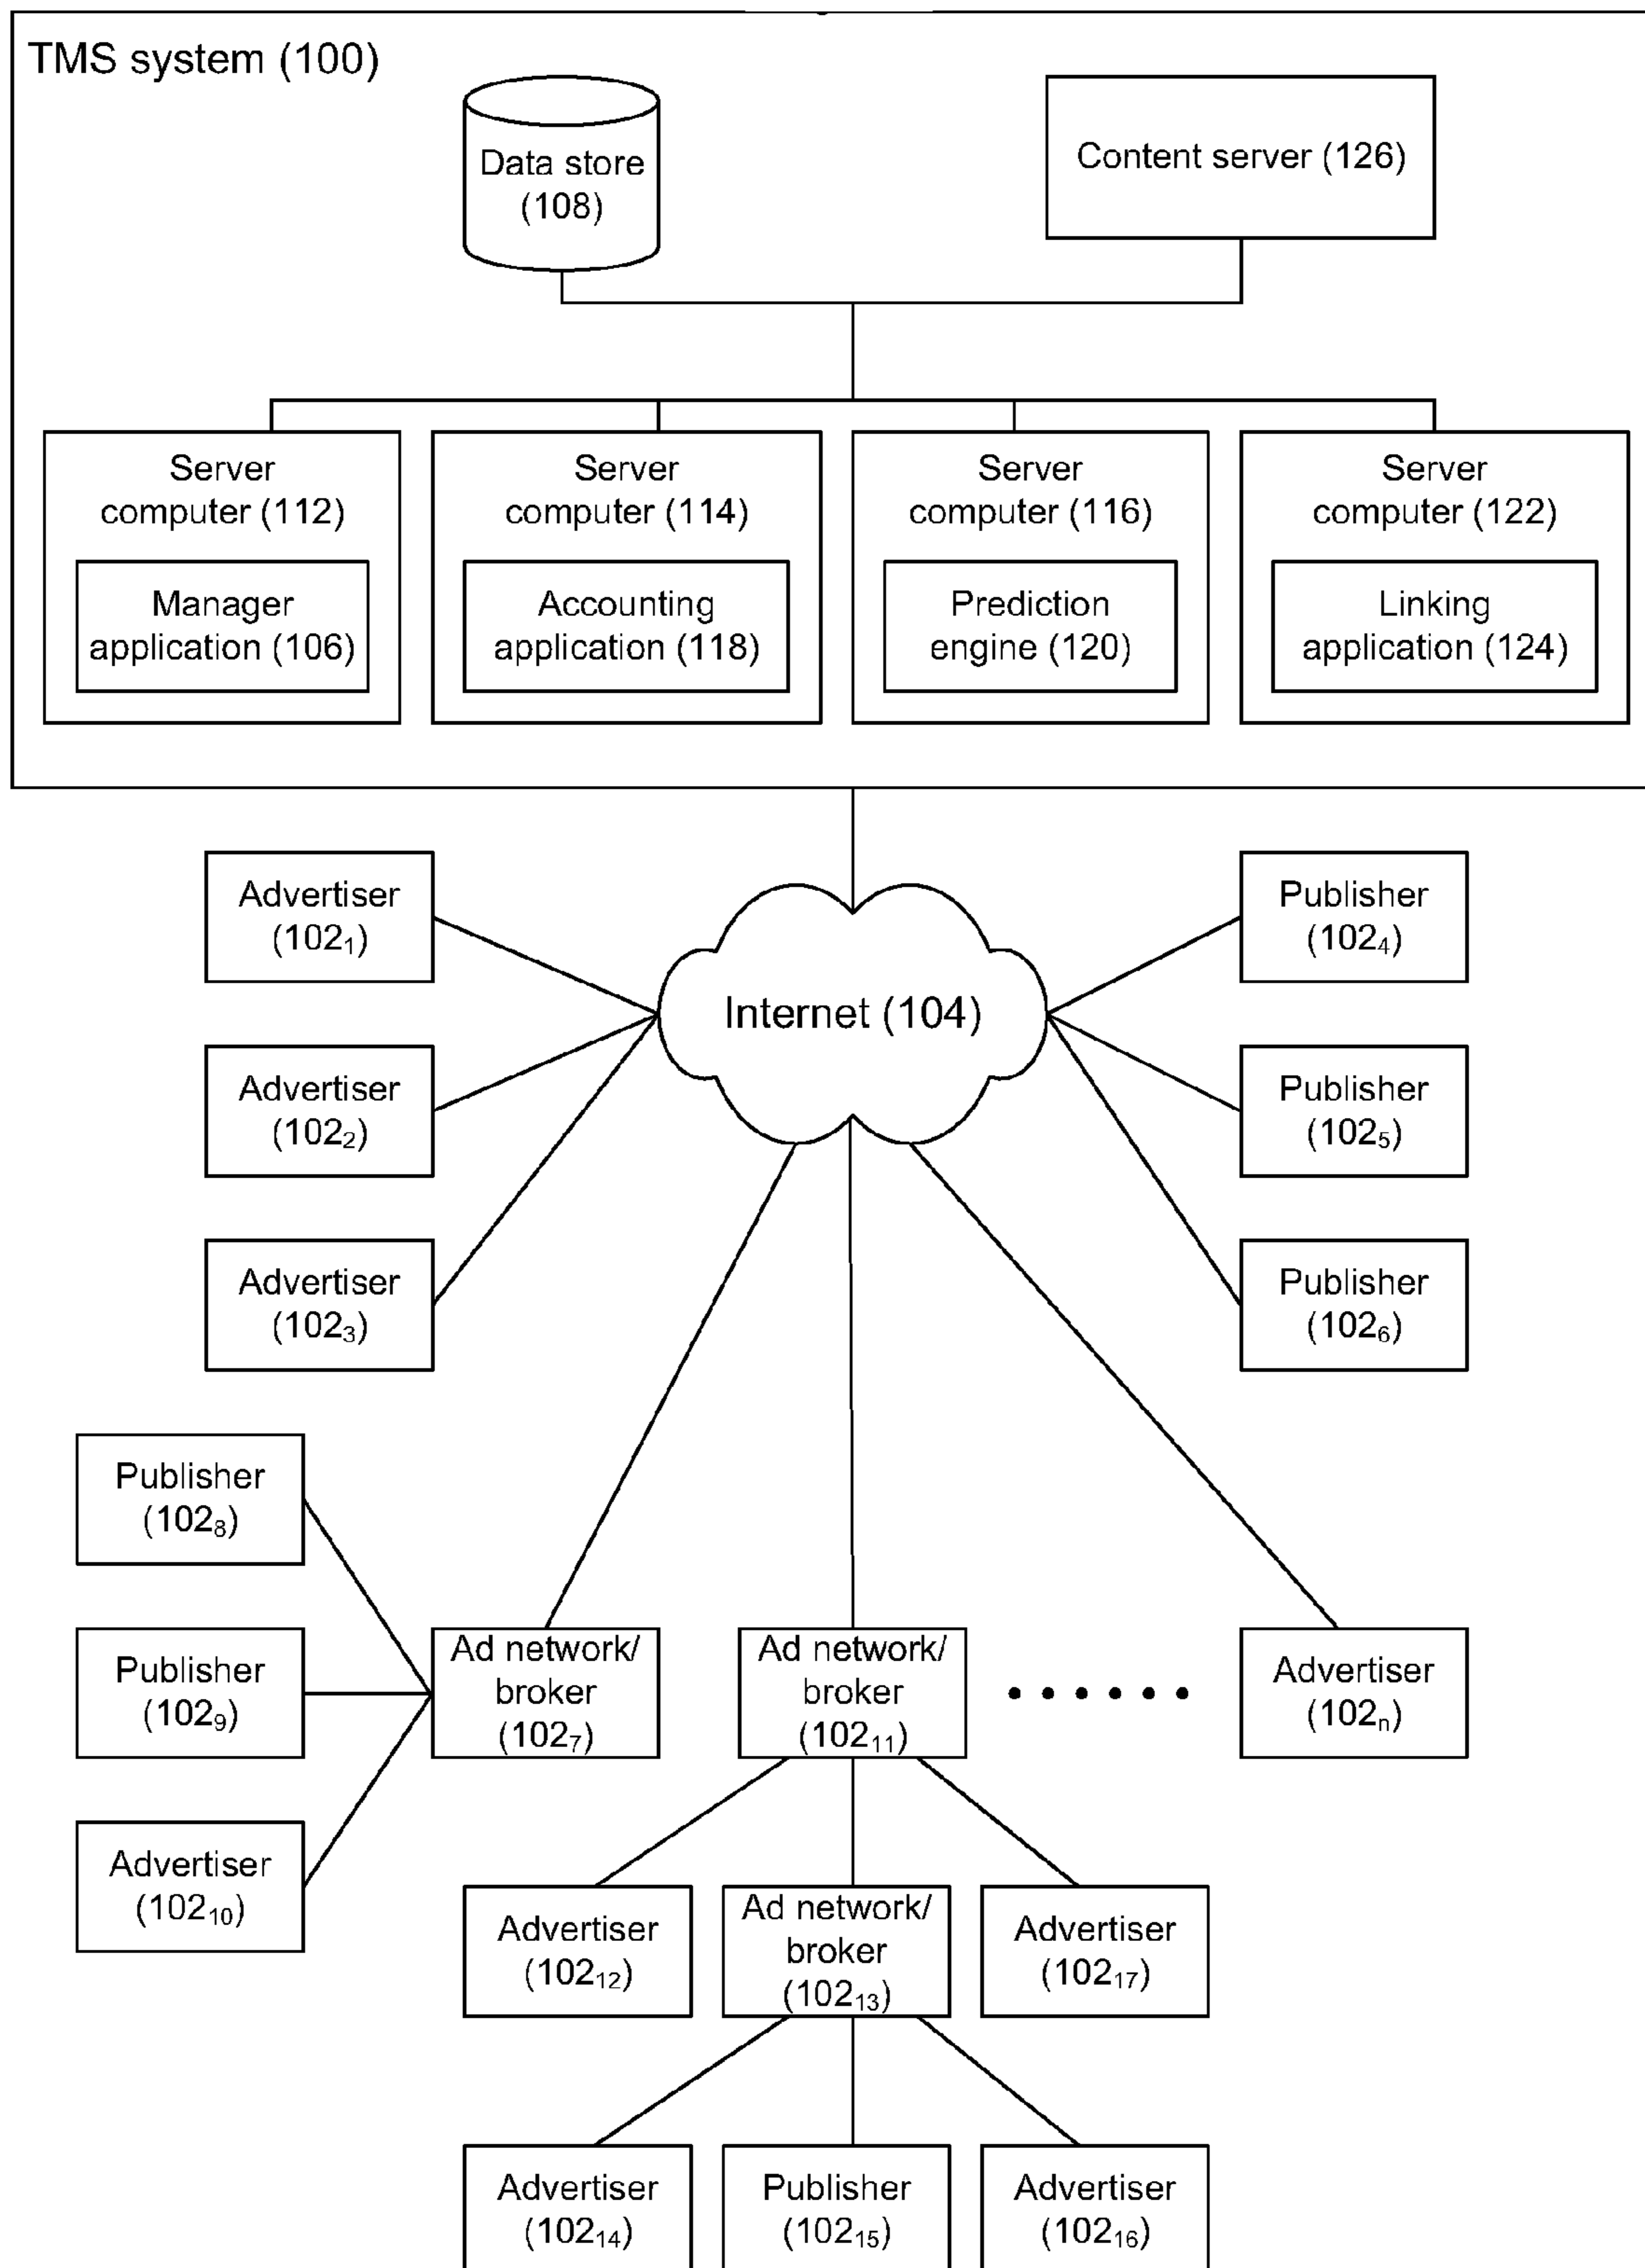 TMS system (100)
Data store
(108)
Content server (126)
Server
computer (112)
Manager
application (106)
Server
computer (114)
Accounting
application (118)
Server
computer (116)
Prediction
engine (120)
Server
computer (122)
Linking
application (124)
Advertiser
(102₁)
Publisher
(102₄)
Internet (104)
Advertiser
(102₂)
Publisher
(102₅)
Advertiser
(102₃)
Publisher
(102₆)
Publisher
(102₈)
Publisher
(102₉)
Ad network/
broker
(102₇)
Ad network/
broker
(102₁₁)
Advertiser
(102ₙ)
Advertiser
(102₁₀)
Advertiser
(102₁₂)
Ad network/
broker
(102₁₃)
Advertiser
(102₁₇)
Advertiser
(102₁₄)
Publisher
(102₁₅)
Advertiser
(102₁₆)